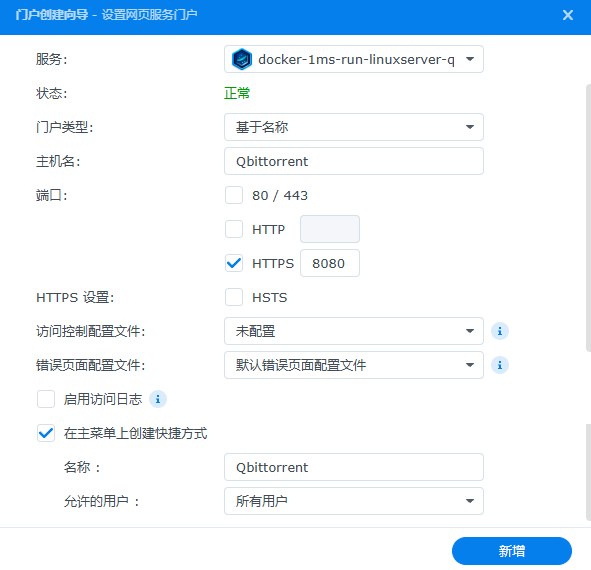 门户创建向导 - 设置网页服务门户
服务: docker-1ms-run-linuxserver-q
状态: 正常
门户类型: 基于名称
主机名: Qbittorrent
端口: 80 / 443
HTTP
HTTPS 8080
HTTPS 设置: HSTS
访问控制配置文件: 未配置
错误页面配置文件: 默认错误页面配置文件
启用访问日志
在主菜单上创建快捷方式
名称 : Qbittorrent
允许的用户 : 所有用户
新增